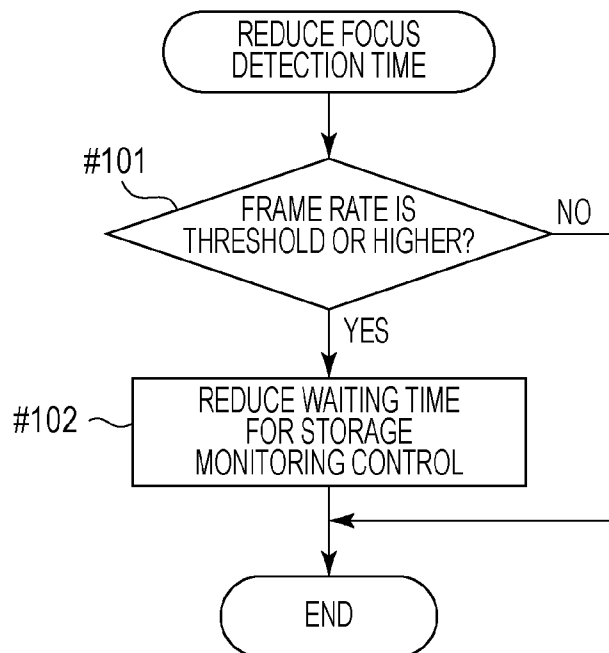 REDUCE FOCUS
DETECTION TIME
#101
FRAME RATE IS
THRESHOLD OR HIGHER?
NO
YES
#102
REDUCE WAITING TIME
FOR STORAGE
MONITORING CONTROL
END